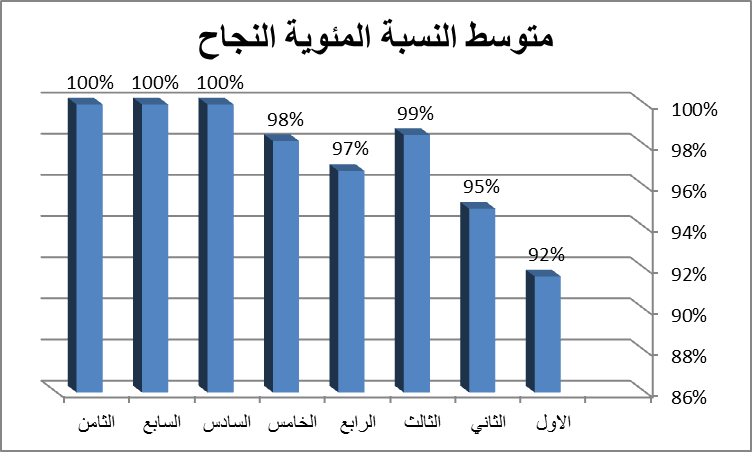 متوسط النسبة المئوية النجاح
100%
100%
100%
98%
97%
99%
95%
92%
100%
98%
96%
94%
92%
90%
88%
86%
الاول
الثاني
الثالث
الرابع
الخامس
السادس
السابع
الثامن